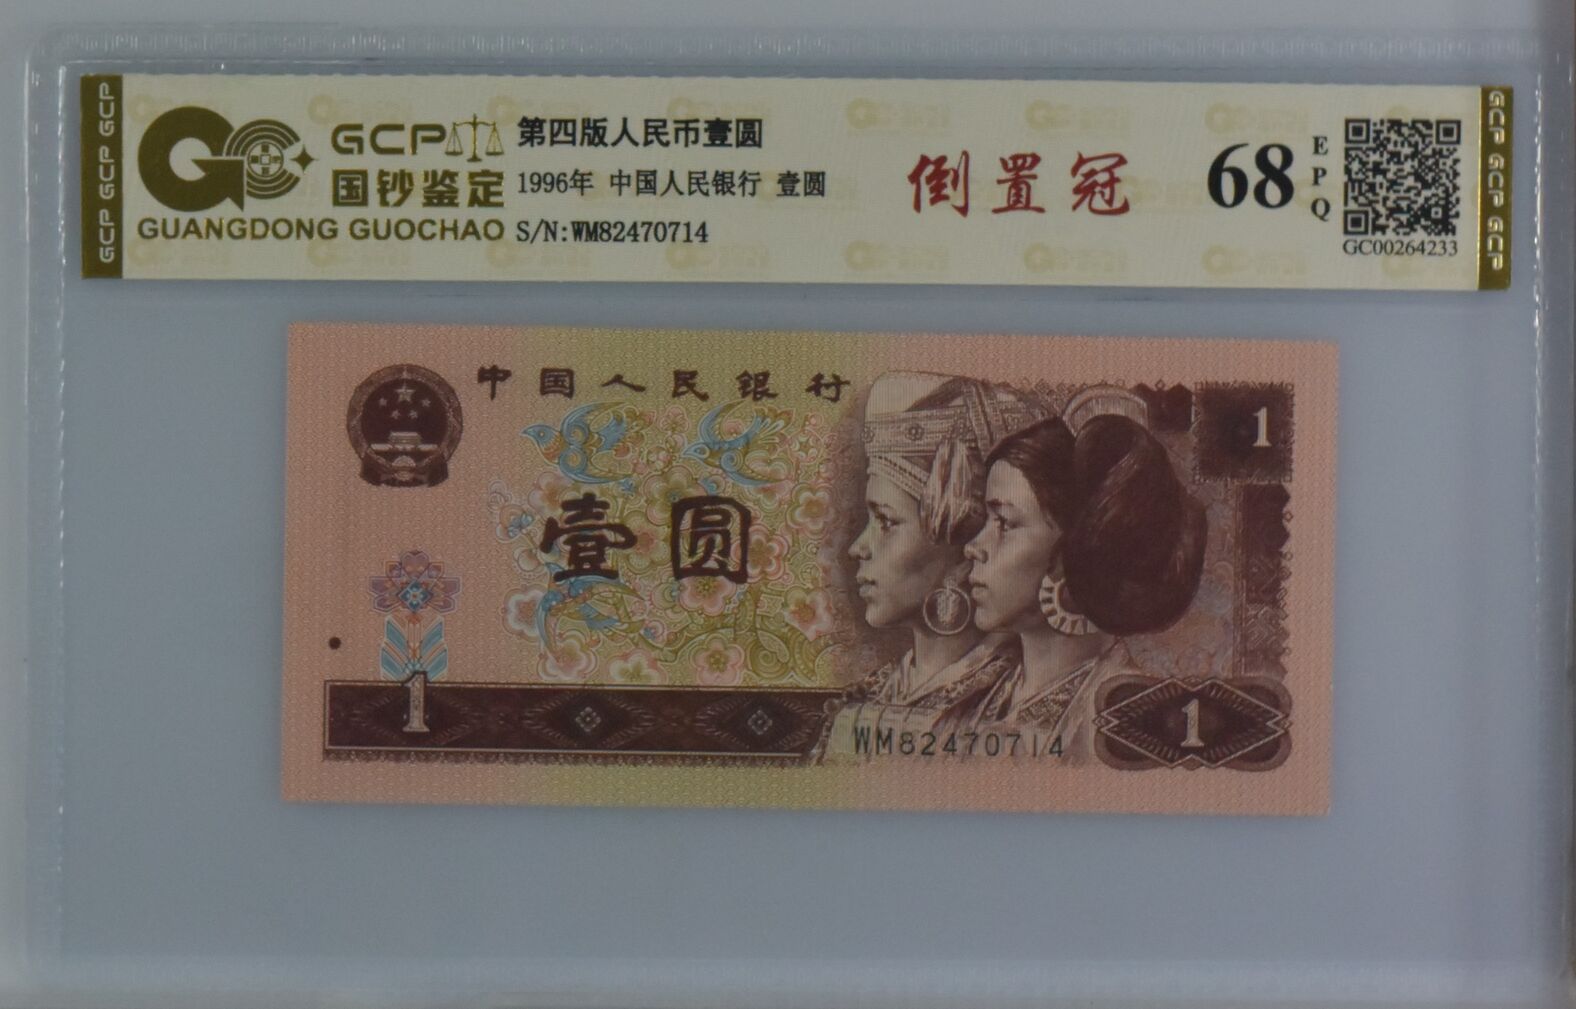 GCP GCP GCP
GCP
国钞鉴定
GUANGDONG GUOCHAO
第四版人民币壹圆
1996年 中国人民银行 壹圆
S/N:WM82470714
倒置冠
68
EPQ
GC00264233
GCP GCP GCP
中国人民银行
1
壹圆
1
WM82470714
1